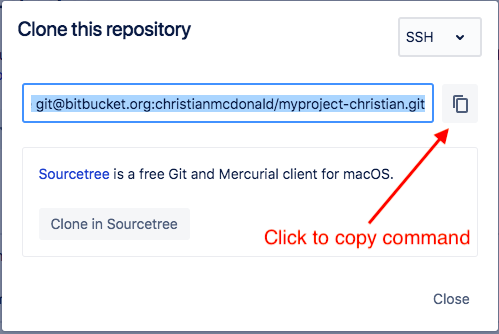 Clone this repository
SSH
git@bitbucket.org:christianmcdonald/myproject-christian.git
Sourcetree is a free Git and Mercurial client for macOS.
Clone in Sourcetree
Click to copy command
Close